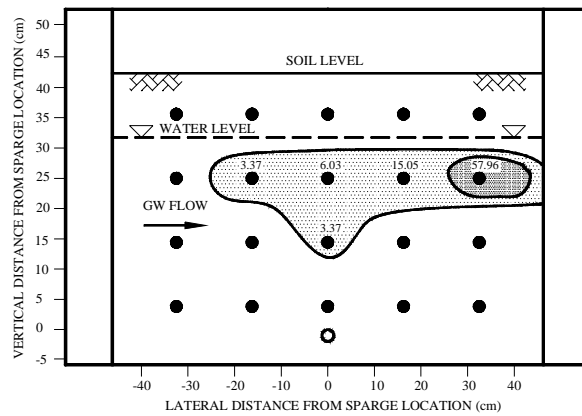 VERTICAL DISTANCE FROM SPARGE LOCATION (cm)
50
45
40
35
30
25
20
15
10
5
0
-5
SOIL LEVEL
WATER LEVEL
3.37 6.03 15.05 57.96
GW FLOW
3.37
-40 -30 -20 -10 0 10 20 30 40
LATERAL DISTANCE FROM SPARGE LOCATION (cm)